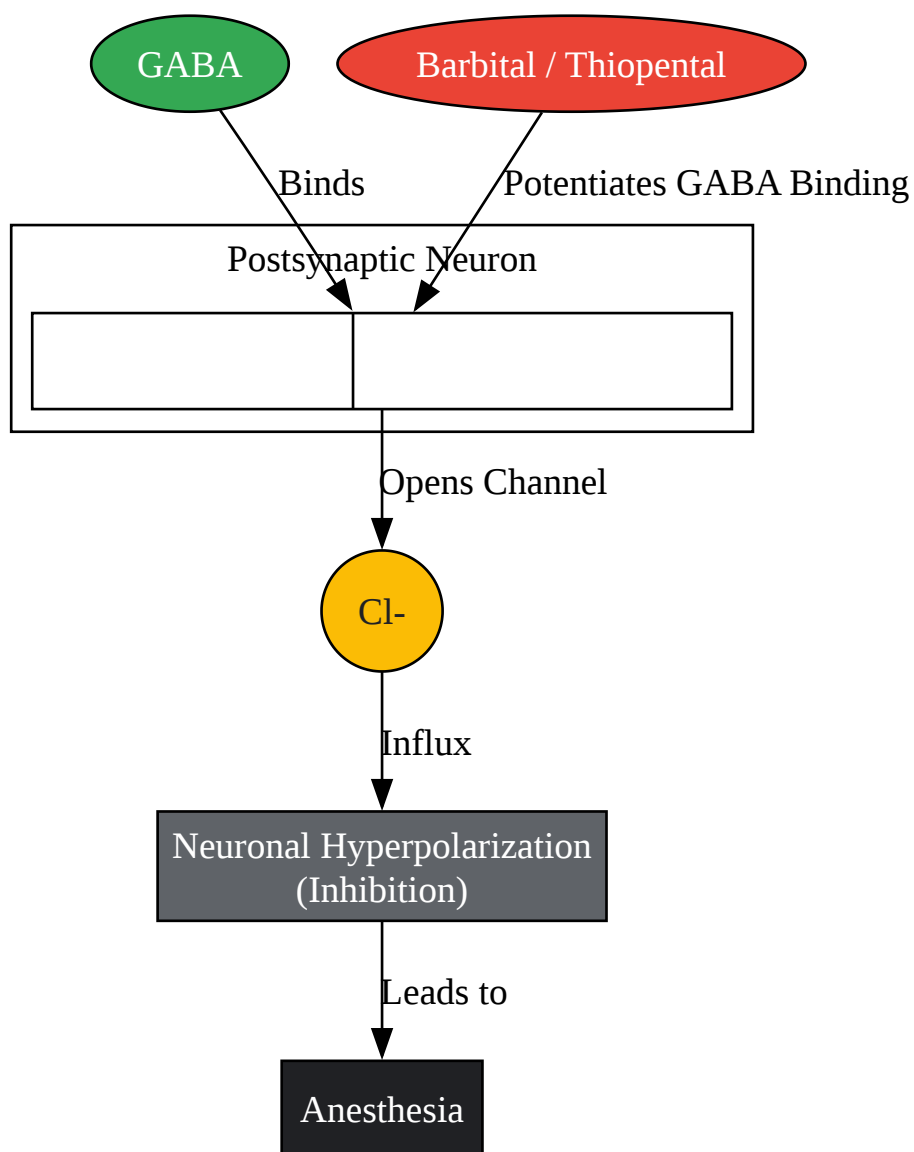 GABA
Barbital / Thiopental
Binds
Potentiates GABA Binding
Postsynaptic Neuron
Opens Channel
Cl-
Influx
Neuronal Hyperpolarization
(Inhibition)
Leads to
Anesthesia